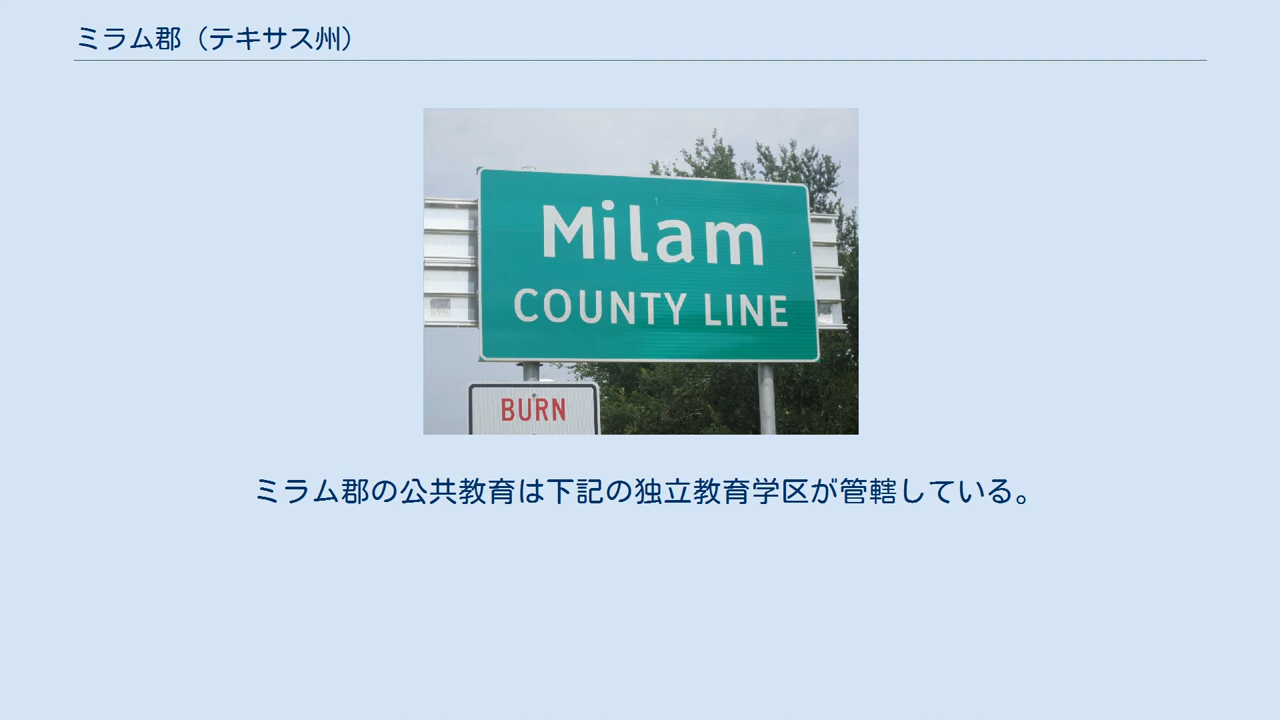 ミラム郡（テキサス州）
Milam
COUNTY LINE
BURN
ミラム郡の公共教育は下記の独立教育学区が管轄している。